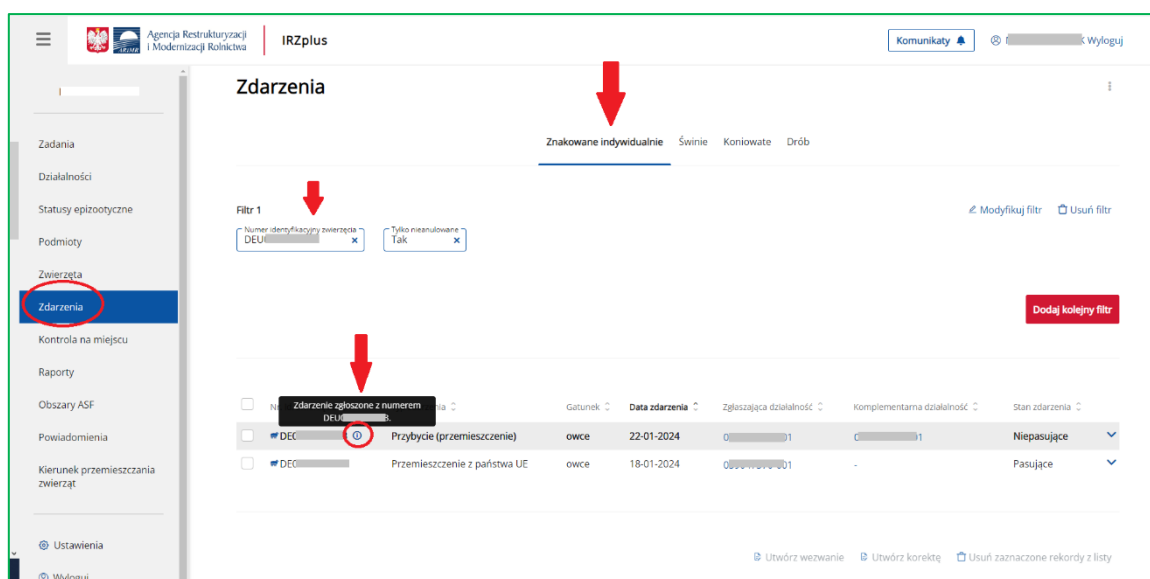 Agencja Restrukturyzacji
i Modernizacji Rolnictwa
IRZplus
Komunikaty
Wyloguj
Zdarzenia
Znakowane indywidualnie Świnie Koniowate Drób
Zadania
Działalności
Statusy epizootyczne
Podmioty
Zwierzęta
Zdarzenia
Kontrola na miejscu
Raporty
Obszary ASF
Powiadomienia
Kierunek przemieszczania
zwierząt
Ustawienia
Wyloguj
Filtr 1
Modyfikuj filtr Usuń filtr
Numer identyfikacyjny zwierzęcia
DEU
Tylko nieanulowane
Tak
Dodaj kolejny filtr
Zdarzenie zgłoszone z numerem
DEU
Gatunek Data zdarzenia Zgłaszająca działalność Komplementarna działalność Stan zdarzenia
DE0 Przybycie (przemieszczenie) owce 22-01-2024 Niepasujące
DE0 Przemieszczenie z państwa UE owce 18-01-2024 - Pasujące
Utwórz wezwanie Utwórz korektę Usuń zaznaczone rekordy z listy